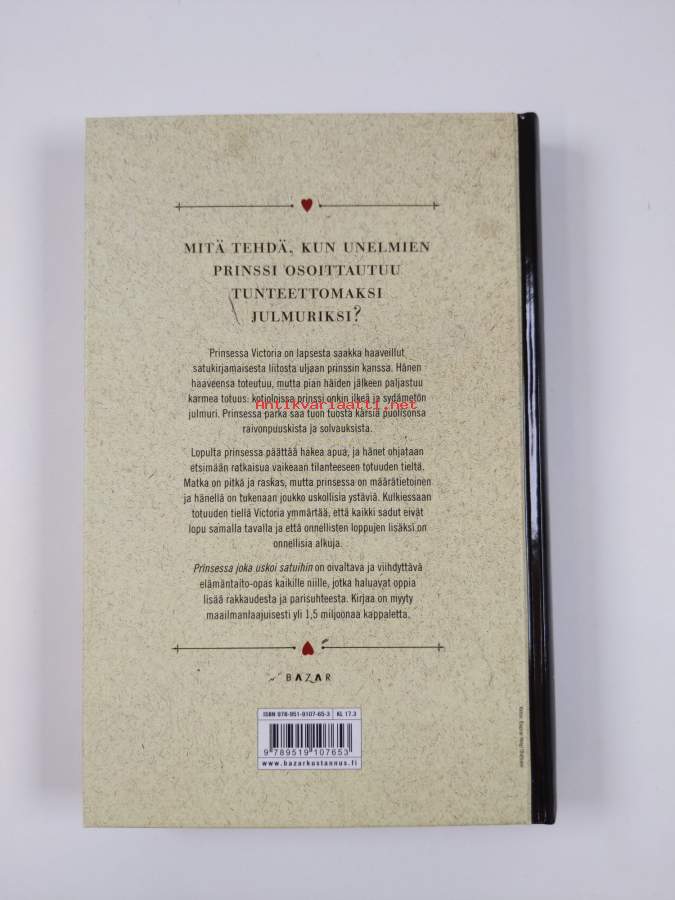 MITÄ TEHDÄ, KUN UNELMIEN
PRINSSI OSOITTAUTUU
TUNTEETTOMAKSI
JULMURIKSI?
Prinsessa Victoria on lapsesta saakka haaveillut
satukirjamaisesta liitosta uljaan prinssin kanssa. Hänen
haaveensa toteutuu, mutta pian häiden jälkeen paljastuu
karmea totuus: kotioloissa prinssi onkin ilkeä ja sydämetön
Antikvariaatti.net
julmuri. Prinsessa parka saa tuon tuosta kärsiä puolisonsa
raivonpuuskista ja solvauksista.
Lopulta prinsessa päättää hakea apua, ja hänet ohjataan
etsimään ratkaisua vaikeaan tilanteeseen totuuden tieltä.
Matka on pitkä ja raskas, mutta prinsessa on määrätietoinen
ja hänellä on tukenaan joukko uskollisia ystäviä. Kulkiessaan
totuuden tiellä Victoria ymmärtää, että kaikki sadut eivät
lopu samalla tavalla ja että onnellisten loppujen lisäksi on
onnellisia alkuja.
Prinsessa joka uskoi satuihin on oivaltava ja viihdyttävä
elämäntaito-opas kaikille niille, jotka haluavat oppia
lisää rakkaudesta ja parisuhteesta. Kirjaa on myyty
maailmanlaajuisesti yli 1,5 miljoonaa kappaletta.
BAZAR
ISBN 978-951-9107-65-3 KL 17.3
9 789519 107653
www.bazarkustannus.fi